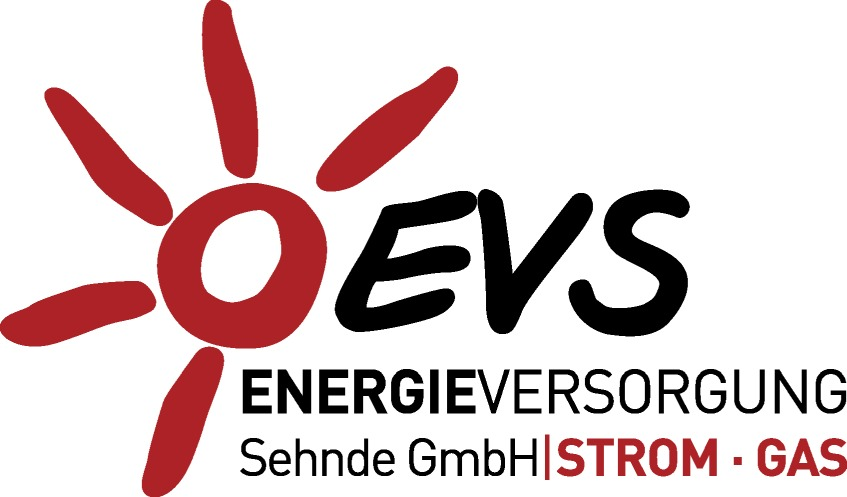 EVS
ENERGIEVERSORGUNG
Sehnde GmbH|STROM · GAS